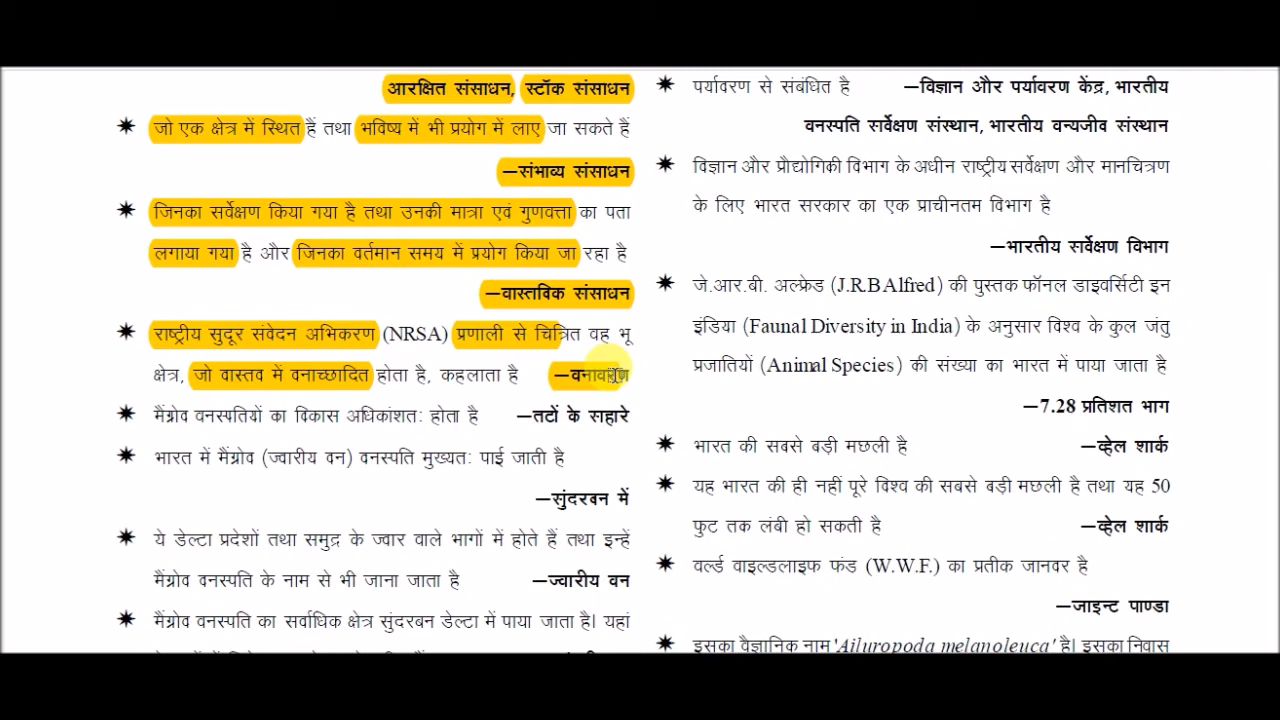 आरक्षित संसाधन, स्टॉक संसाधन
✷ जो एक क्षेत्र में स्थित हैं तथा भविष्य में भी प्रयोग में लाए जा सकते हैं
—संभाव्य संसाधन
✷ जिनका सर्वेक्षण किया गया है तथा उनकी मात्रा एवं गुणवत्ता का पता
लगाया गया है और जिनका वर्तमान समय में प्रयोग किया जा रहा है
—वास्तविक संसाधन
✷ राष्ट्रीय सुदूर संवेदन अभिकरण (NRSA) प्रणाली से चित्रित वह भू
क्षेत्र, जो वास्तव में वनाच्छादित होता है, कहलाता है —वनावरण
✷ मैंग्रोव वनस्पतियों का विकास अधिकांशत: होता है —तटों के सहारे
✷ भारत में मैंग्रोव (ज्वारीय वन) वनस्पति मुख्यत: पाई जाती है
—सुंदरबन में
✷ ये डेल्टा प्रदेशों तथा समुद्र के ज्वार वाले भागों में होते हैं तथा इन्हें
मैंग्रोव वनस्पति के नाम से भी जाना जाता है —ज्वारीय वन
✷ मैंग्रोव वनस्पति का सर्वाधिक क्षेत्र सुंदरबन डेल्टा में पाया जाता है। यहां
✷ पर्यावरण से संबंधित है —विज्ञान और पर्यावरण केंद्र, भारतीय
वनस्पति सर्वेक्षण संस्थान, भारतीय वन्यजीव संस्थान
✷ विज्ञान और प्रौद्योगिकी विभाग के अधीन राष्ट्रीय सर्वेक्षण और मानचित्रण
के लिए भारत सरकार का एक प्राचीनतम विभाग है
—भारतीय सर्वेक्षण विभाग
✷ जे.आर.बी. अल्फ्रेड (J.R.B Alfred) की पुस्तक फॉनल डाइवर्सिटी इन
इंडिया (Faunal Diversity in India) के अनुसार विश्व के कुल जंतु
प्रजातियों (Animal Species) की संख्या का भारत में पाया जाता है
—7.28 प्रतिशत भाग
✷ भारत की सबसे बड़ी मछली है —व्हेल शार्क
✷ यह भारत की ही नहीं पूरे विश्व की सबसे बड़ी मछली है तथा यह 50
फुट तक लंबी हो सकती है —व्हेल शार्क
✷ वर्ल्ड वाइल्डलाइफ फंड (W.W.F.) का प्रतीक जानवर है
—जाइन्ट पाण्डा
✷ इसका वैज्ञानिक नाम 'Ailuropoda melanoleuca' है। इसका निवास